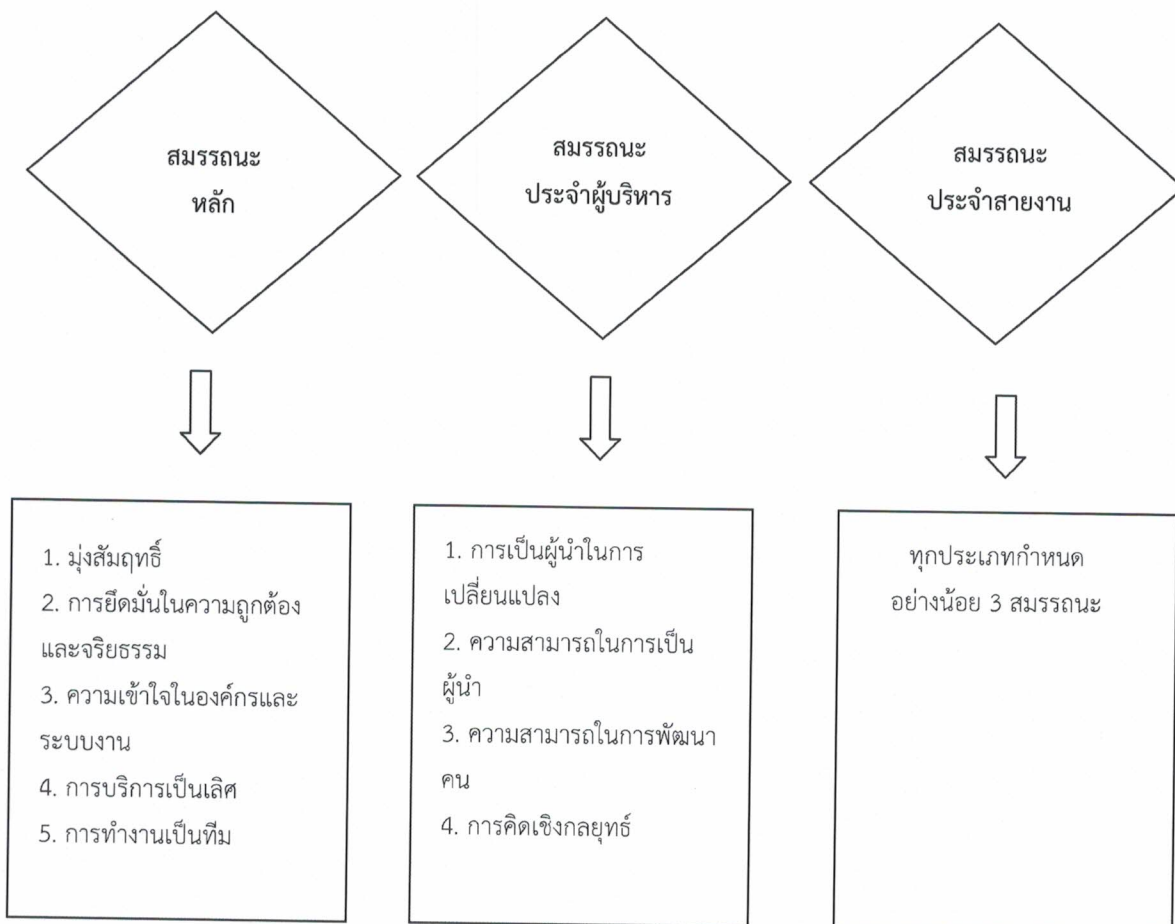 สมรรถนะ
หลัก
สมรรถนะ
ประจำผู้บริหาร
สมรรถนะ
ประจำสายงาน
1. มุ่งสัมฤทธิ์
2. การยึดมั่นในความถูกต้อง
และจริยธรรม
3. ความเข้าใจในองค์กรและ
ระบบงาน
4. การบริการเป็นเลิศ
5. การทำงานเป็นทีม
1. การเป็นผู้นำในการ
เปลี่ยนแปลง
2. ความสามารถในการเป็น
ผู้นำ
3. ความสามารถในการพัฒนา
คน
4. การคิดเชิงกลยุทธ์
ทุกประเภทกำหนด
อย่างน้อย 3 สมรรถนะ